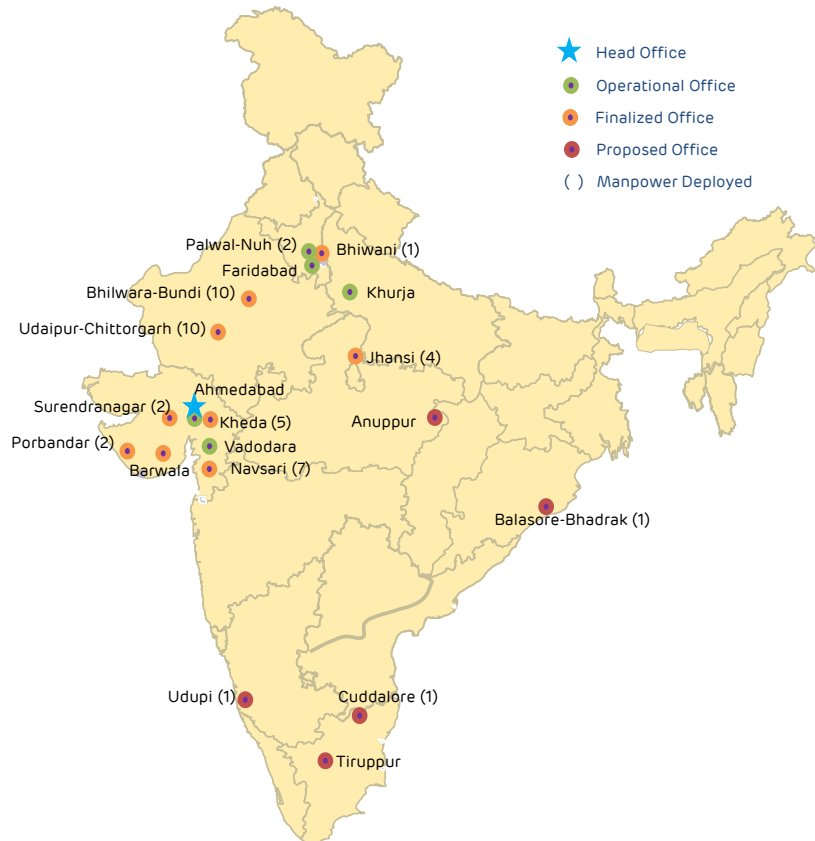 Head Office
Operational Office
Finalized Office
Proposed Office
( ) Manpower Deployed
Palwal-Nuh (2)
Bhiwani (1)
Faridabad
Bhilwara-Bundi (10)
Khurja
Udaipur-Chittorgarh (10)
Jhansi (4)
Ahmedabad
Surendranagar (2)
Kheda (5)
Anuppur
Porbandar (2)
Vadodara
Barwala
Navsari (7)
Balasore-Bhadrak (1)
Udupi (1)
Cuddalore (1)
Tiruppur